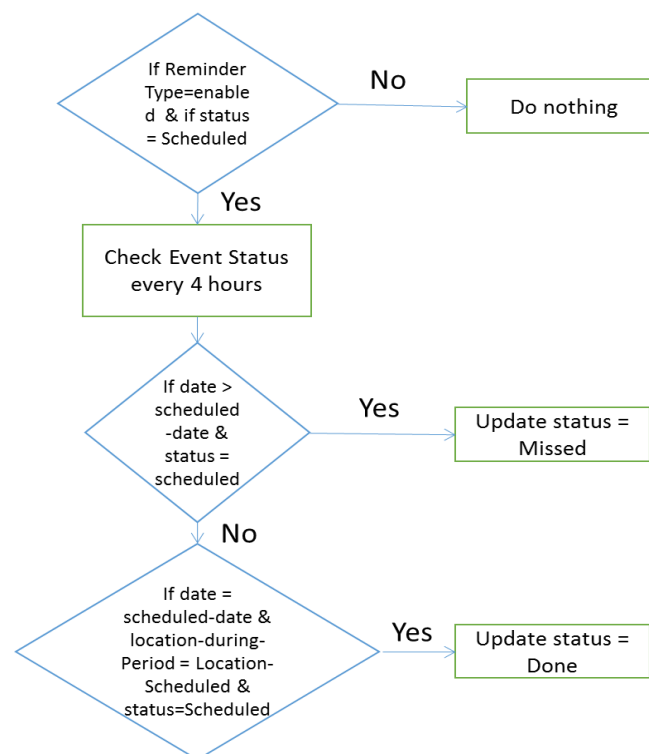 If Reminder
Type=enable
d & if status
= Scheduled
No
Do nothing
Yes
Check Event Status
every 4 hours
If date >
scheduled
-date &
status =
scheduled
Yes
Update status =
Missed
No
If date =
scheduled-date &
location-during-
Period = Location-
Scheduled &
status=Scheduled
Yes
Update status =
Done